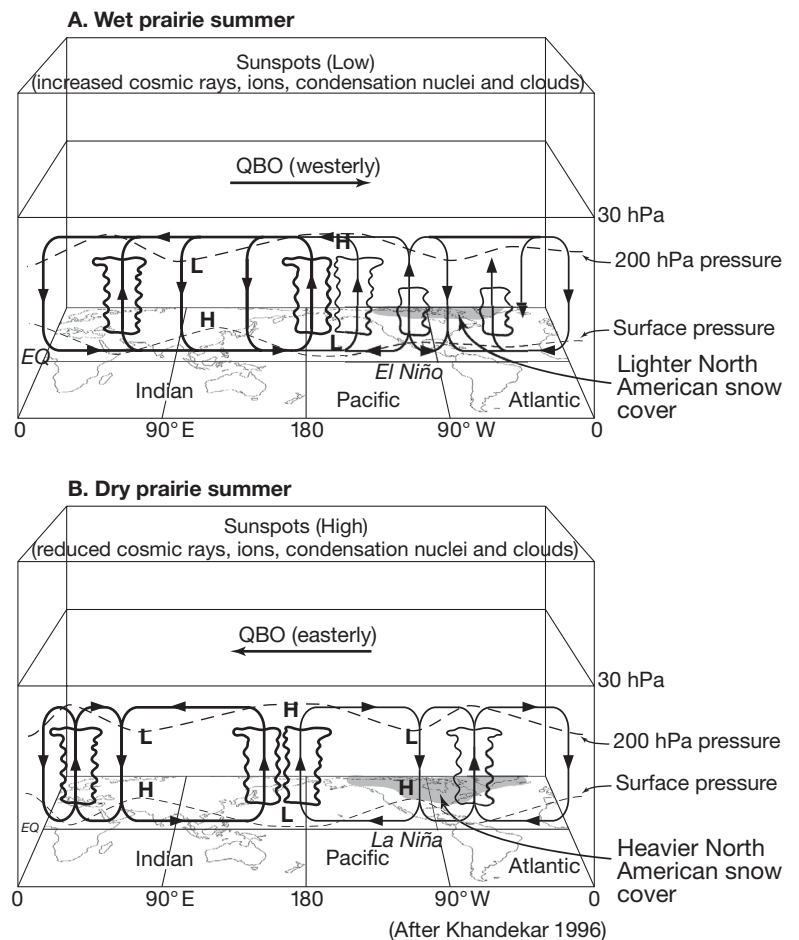 A. Wet prairie summer
Sunspots (Low)
(increased cosmic rays, ions, condensation nuclei and clouds)
QBO (westerly)
30 hPa
H
L
200 hPa pressure
H
L
Surface pressure
EQ
El Niño
Lighter North
American snow
cover
Indian
Pacific
Atlantic
0
90° E
180
90° W
0
B. Dry prairie summer
Sunspots (High)
(reduced cosmic rays, ions, condensation nuclei and clouds)
QBO (easterly)
30 hPa
H
L
L
200 hPa pressure
H
H
Surface pressure
L
EQ
La Niña
Heavier North
American snow
cover
Indian
Pacific
Atlantic
0
90° E
180
90° W
0
(After Khandekar 1996)